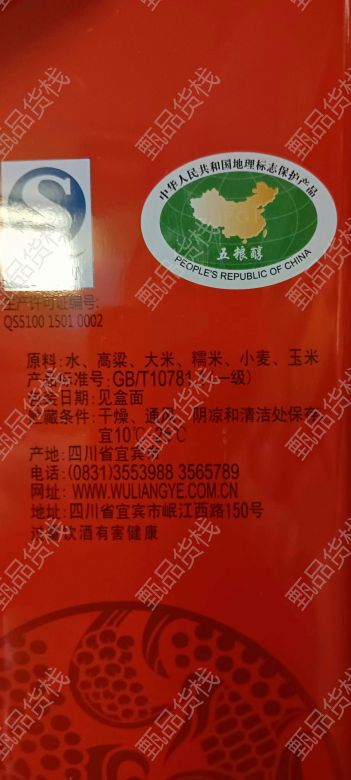 中华人民共和国地理标志保护产品
五粮醇
PEOPLE'S REPUBLIC OF CHINA
S
生产许可证编号:
QS5100 1501 0002
原料: 水、高粱、大米、糯米、小麦、玉米
产品标准号: GB/T10781. (一级)
日期: 见盒面
贮藏条件: 干燥、通风、阴凉和清洁处保存
宜10℃
产地: 四川省宜宾市
电话: (0831)3553988 3565789
网址: WWW.WULIANGYE.COM.CN
地址: 四川省宜宾市岷江西路150号
过量饮酒有害健康
甄品货栈